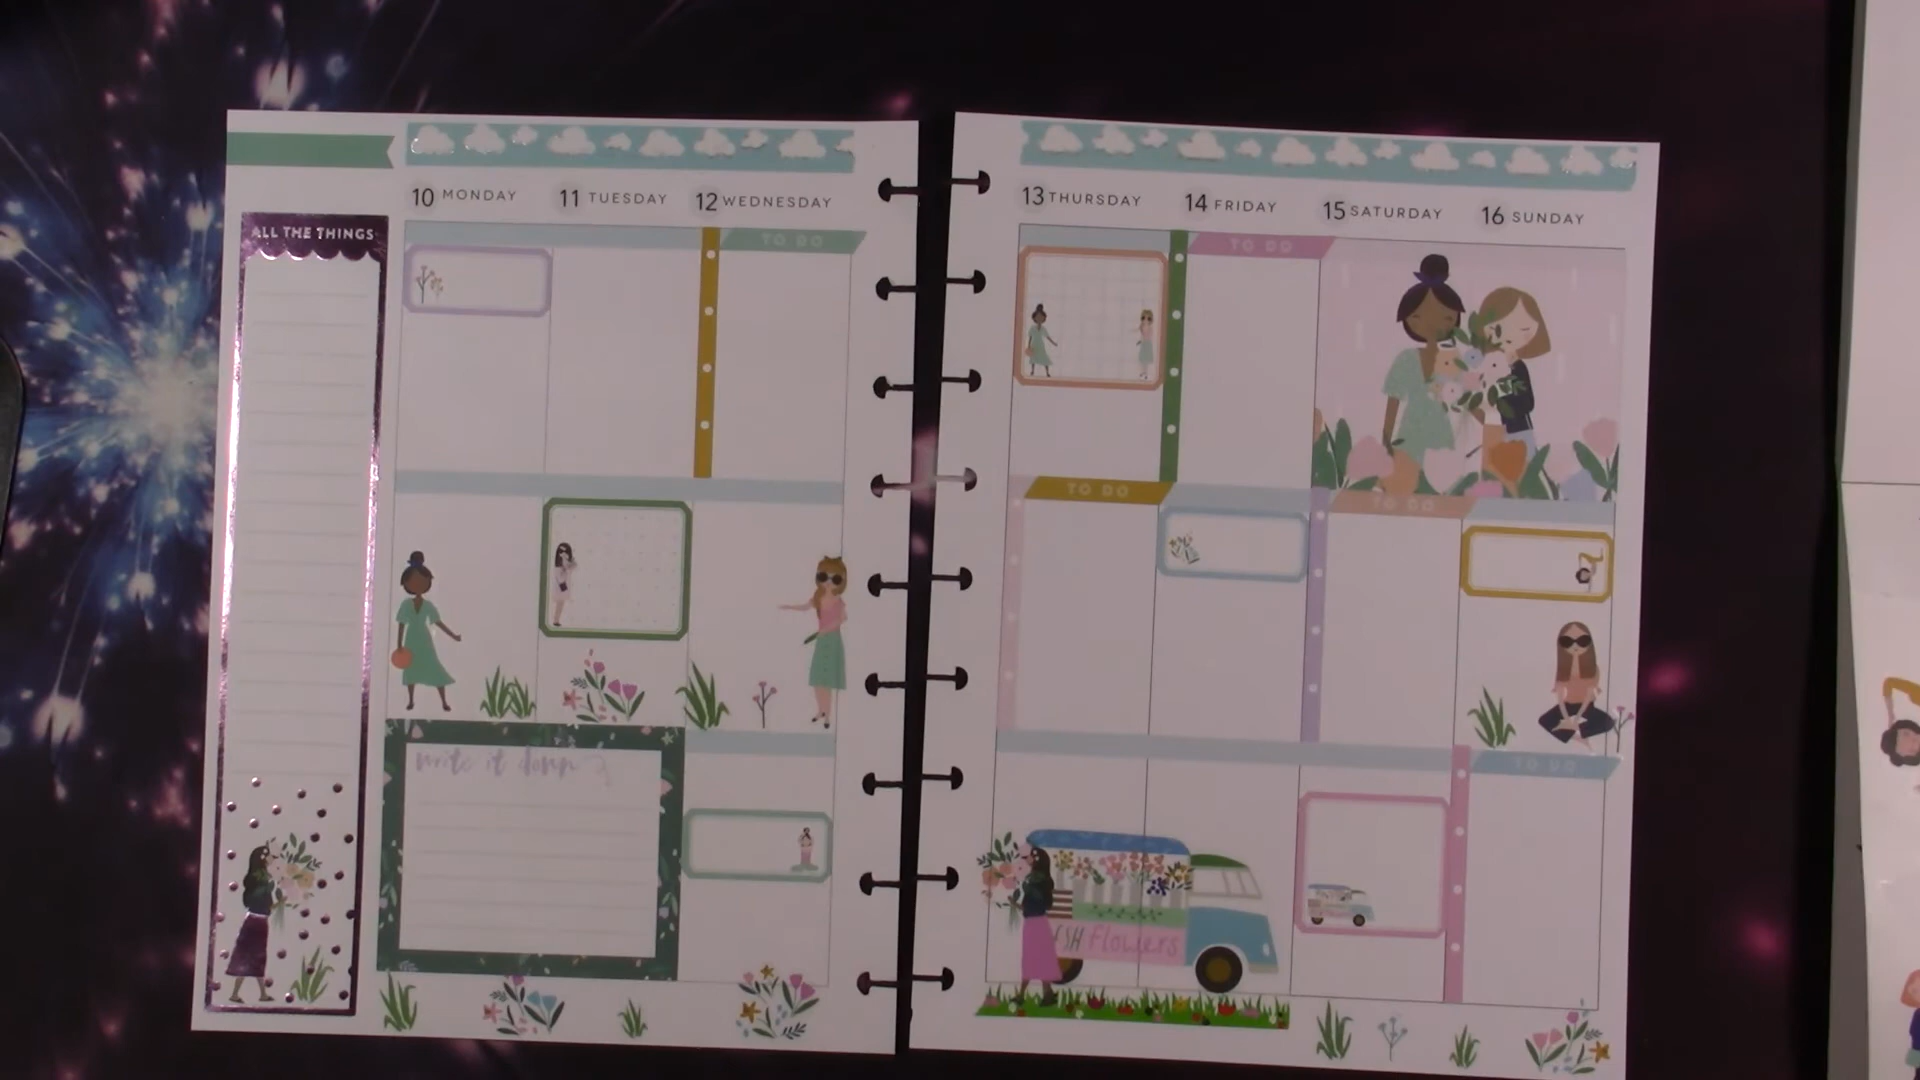 10 MONDAY 11 TUESDAY 12 WEDNESDAY
13 THURSDAY 14 FRIDAY 15 SATURDAY 16 SUNDAY
ALL THE THINGS
TO DO
TO DO
TO DO
TO DO
write it down
TO DO
SH Flowers